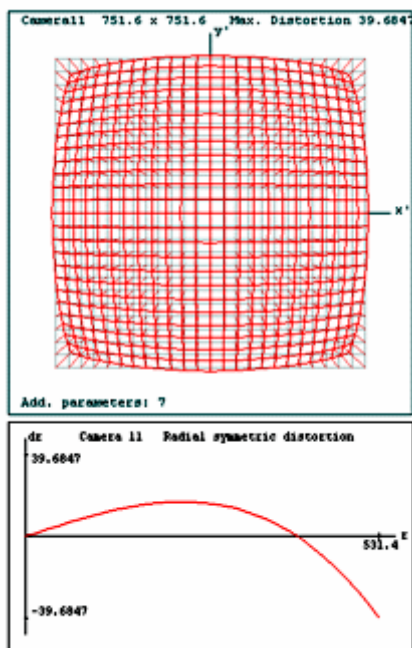 Camera11 751.6 x 751.6 Max. Distortion 39.6847
y'
x'
Add. parameters: 7
dr Camera 11 Radial symmetric distortion
39.6847
r
531.4
-39.6847